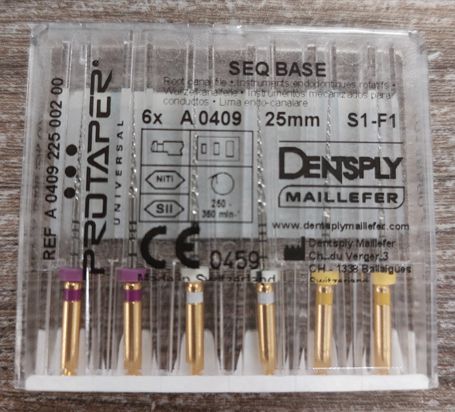 SEQ BASE
Root canal file • Instruments endodontiques rotatifs •
Wurzelkanalfeile • Instrumentos mecanizados para
conductos • Lima endo-canalare
6x A 0409 25mm S1-F1
REF A 0409 225 002 00
PROTAPER
UNIVERSAL
NiTi
SII
250 -
350 min-¹
DENTSPLY
MAILLEFER
www.dentsplymaillefer.com
CE 0459
Made in Switzerland
Dentsply Maillefer
Ch. du Verger, 3
CH - 1338 Ballaigues
Switzerland